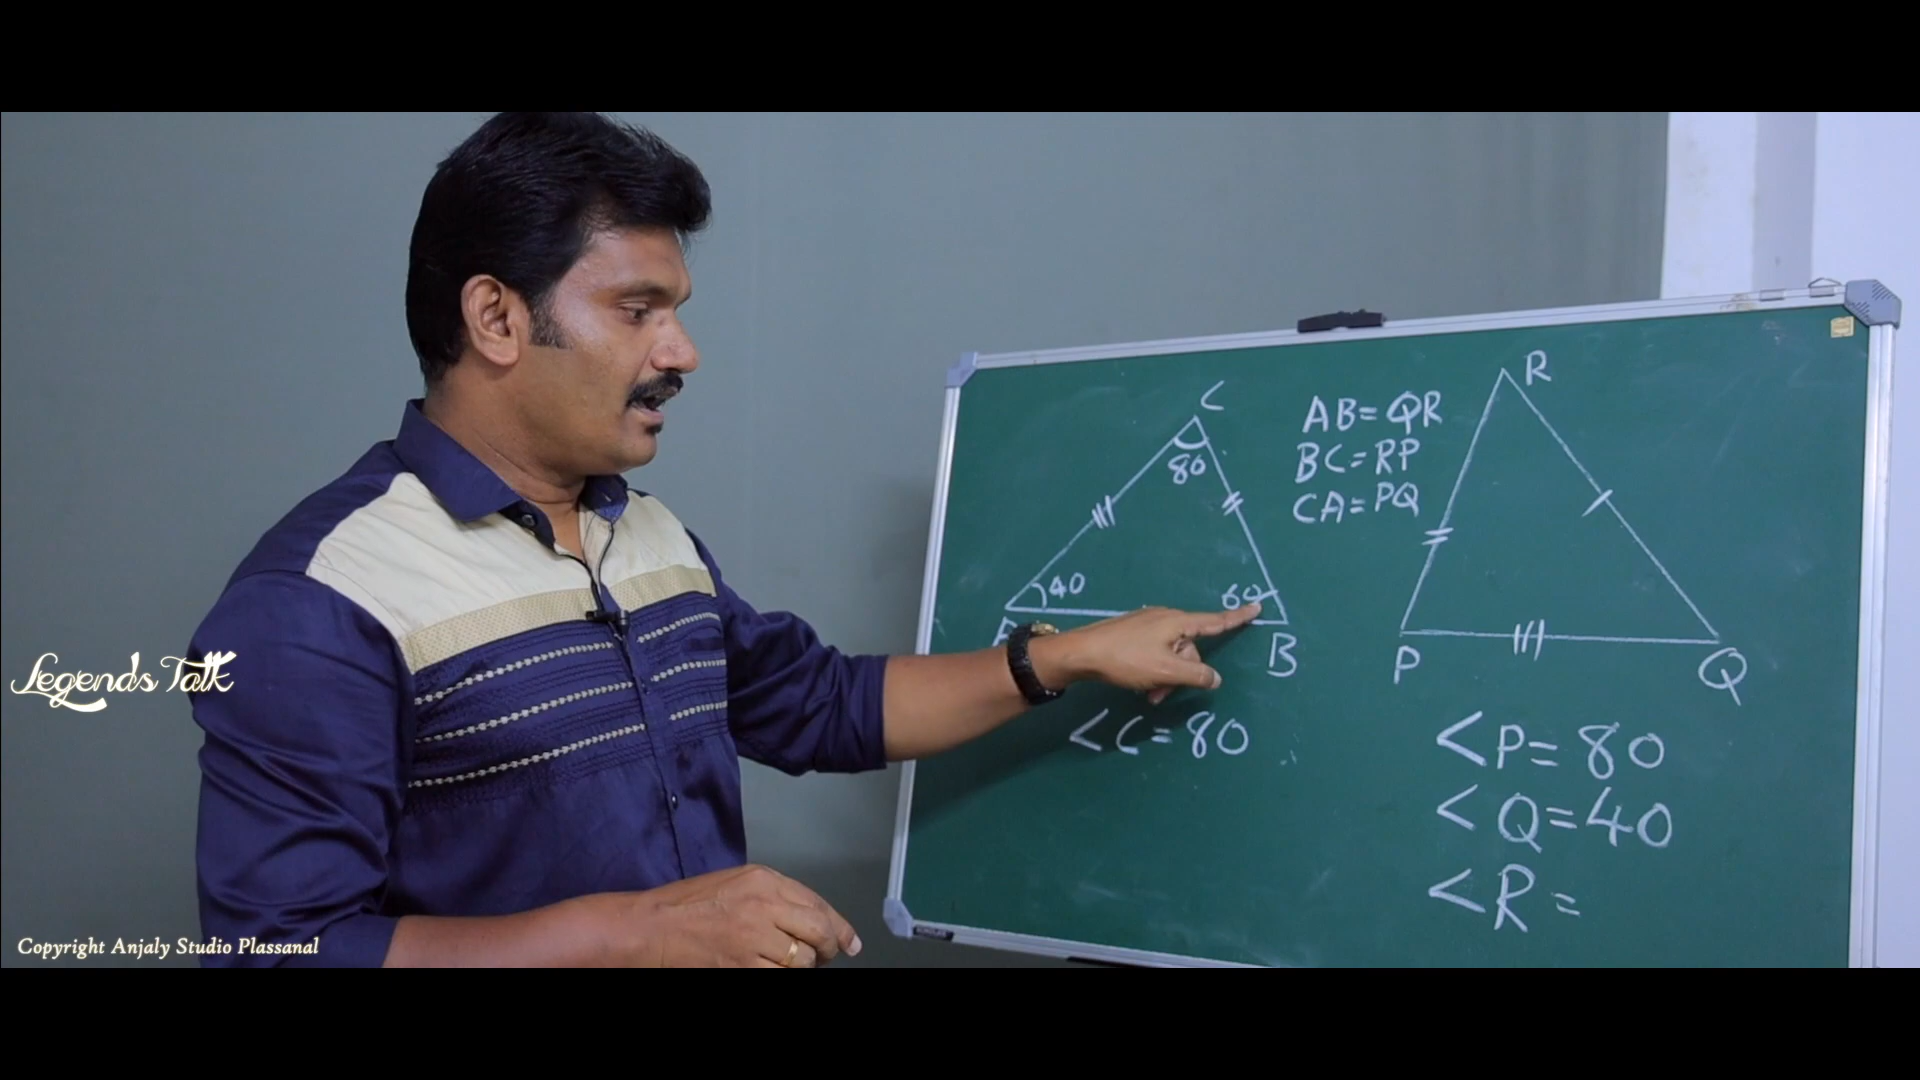 C
80
40
60
B
<C=80
AB=QR
BC=RP
CA=PQ
R
P
Q
<P=80
<Q=40
<R=
Legends Talk
Copyright Anjaly Studio Plassanal